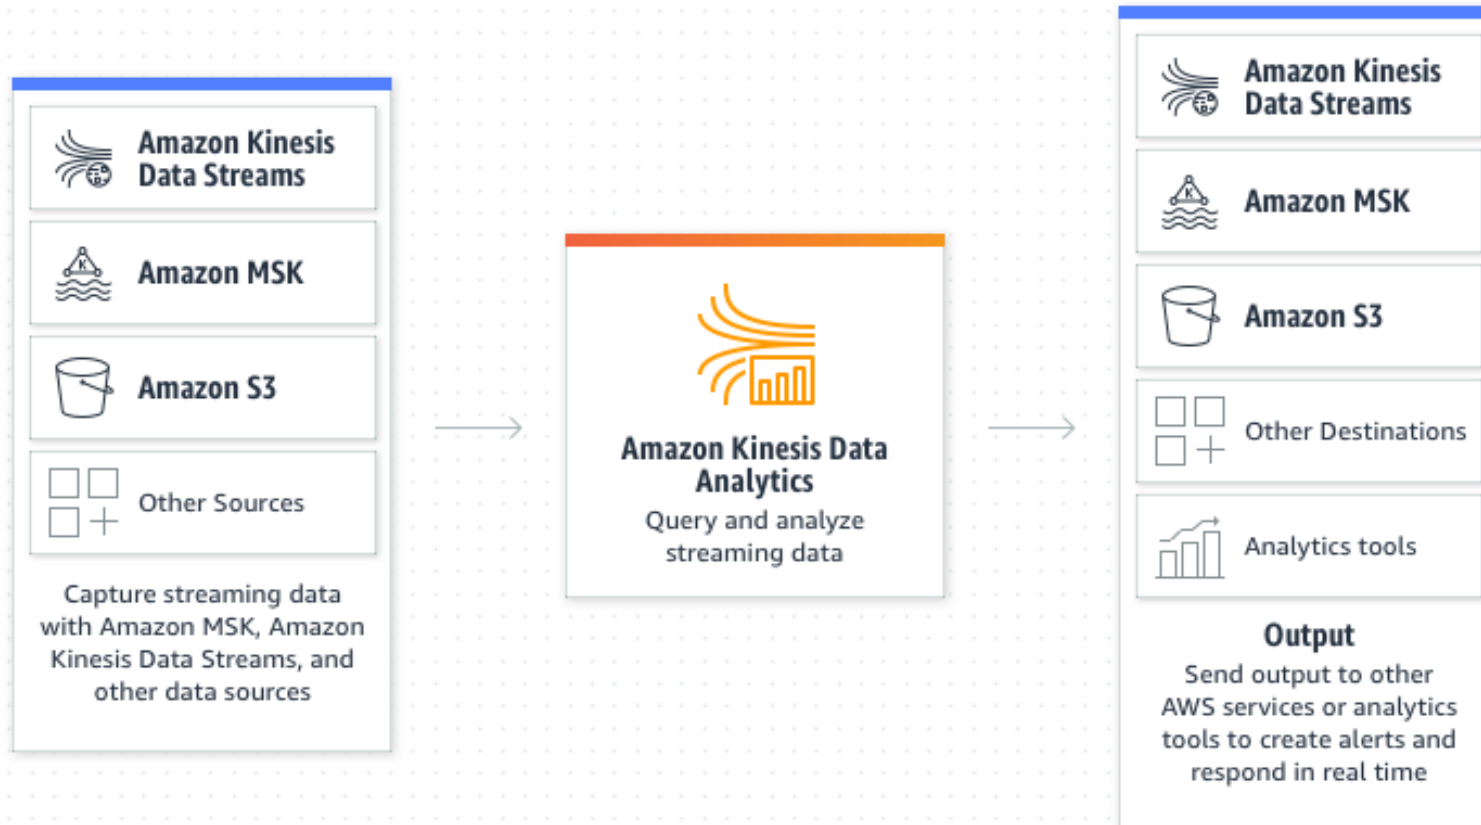 Amazon Kinesis
Data Streams
K
Amazon MSK
Amazon S3
Other Sources
Capture streaming data
with Amazon MSK, Amazon
Kinesis Data Streams, and
other data sources
Amazon Kinesis Data
Analytics
Query and analyze
streaming data
Amazon Kinesis
Data Streams
K
Amazon MSK
Amazon S3
Other Destinations
Analytics tools
Output
Send output to other
AWS services or analytics
tools to create alerts and
respond in real time